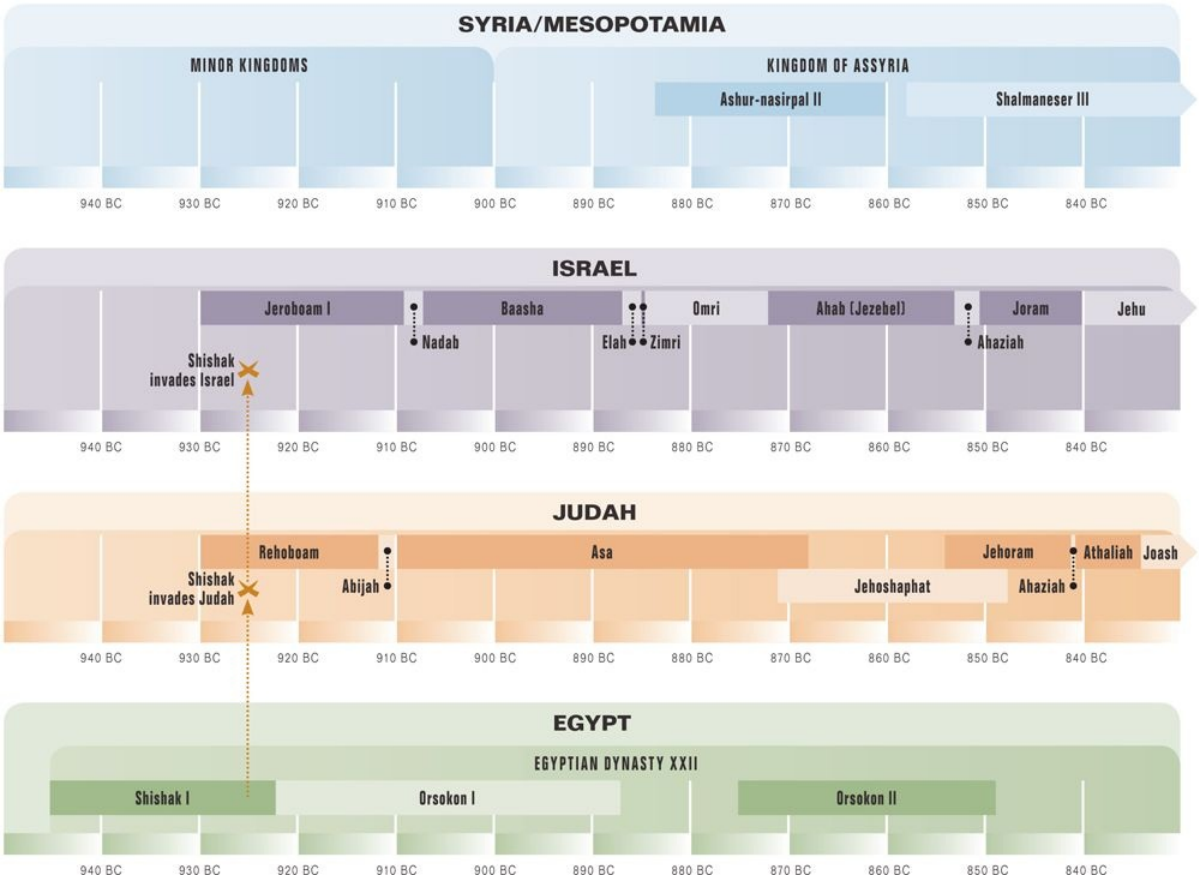 SYRIA/MESOPOTAMIA
MINOR KINGDOMS
KINGDOM OF ASSYRIA
Ashur-nasirpal II
Shalmaneser III
940 BC 930 BC 920 BC 910 BC 900 BC 890 BC 880 BC 870 BC 860 BC 850 BC 840 BC
ISRAEL
Jeroboam I
Baasha
Omri
Ahab (Jezebel)
Joram
Jehu
Nadab
Elah
Zimri
Ahaziah
Shishak
invades Israel
940 BC 930 BC 920 BC 910 BC 900 BC 890 BC 880 BC 870 BC 860 BC 850 BC 840 BC
JUDAH
Rehoboam
Asa
Jehoram
Athaliah
Joash
Shishak
invades Judah
Abijah
Jehoshaphat
Ahaziah
940 BC 930 BC 920 BC 910 BC 900 BC 890 BC 880 BC 870 BC 860 BC 850 BC 840 BC
EGYPT
EGYPTIAN DYNASTY XXII
Shishak I
Orsokon I
Orsokon II
940 BC 930 BC 920 BC 910 BC 900 BC 890 BC 880 BC 870 BC 860 BC 850 BC 840 BC